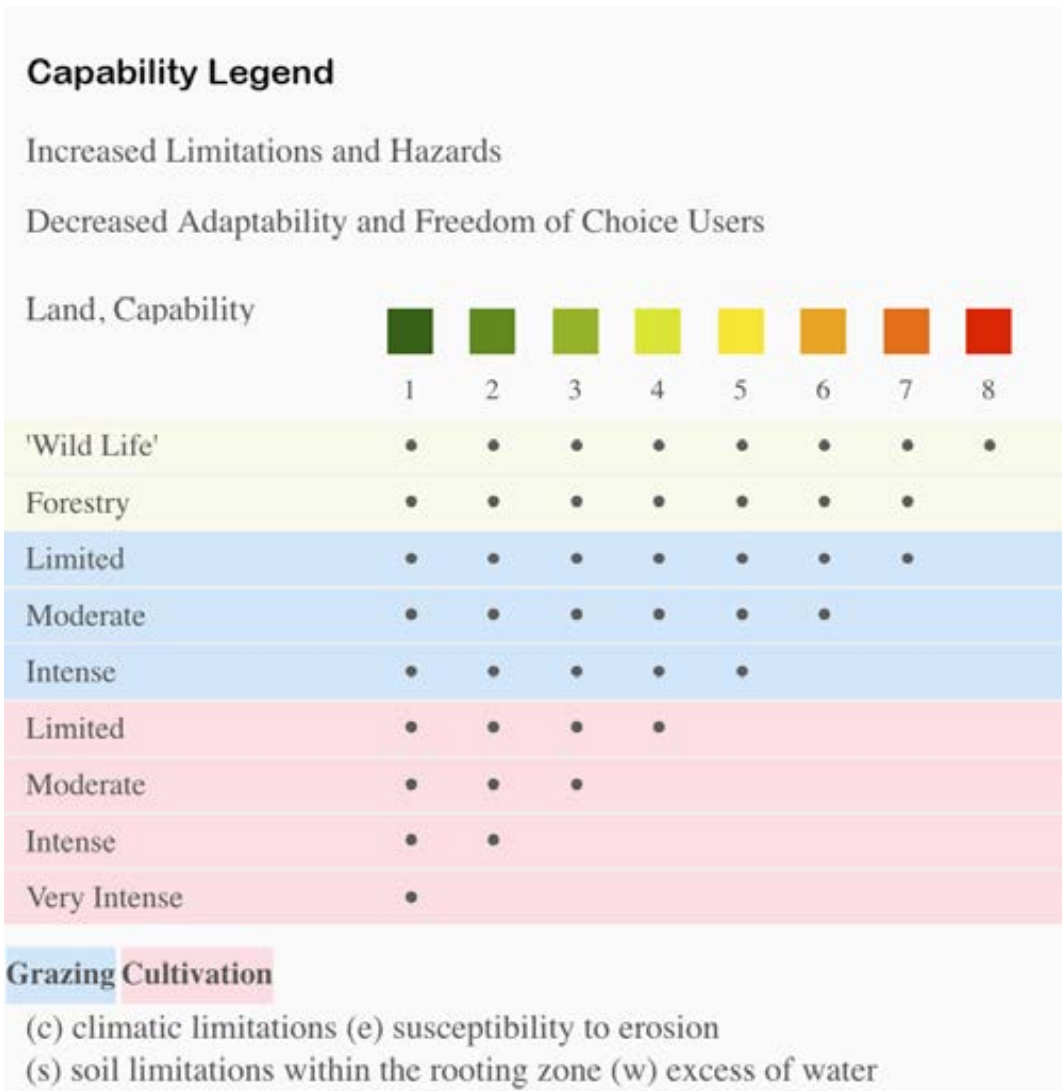 Capability Legend
Increased Limitations and Hazards
Decreased Adaptability and Freedom of Choice Users
Land, Capability
1 2 3 4 5 6 7 8
'Wild Life'
Forestry
Limited
Moderate
Intense
Limited
Moderate
Intense
Very Intense
Grazing Cultivation
(c) climatic limitations (e) susceptibility to erosion
(s) soil limitations within the rooting zone (w) excess of water